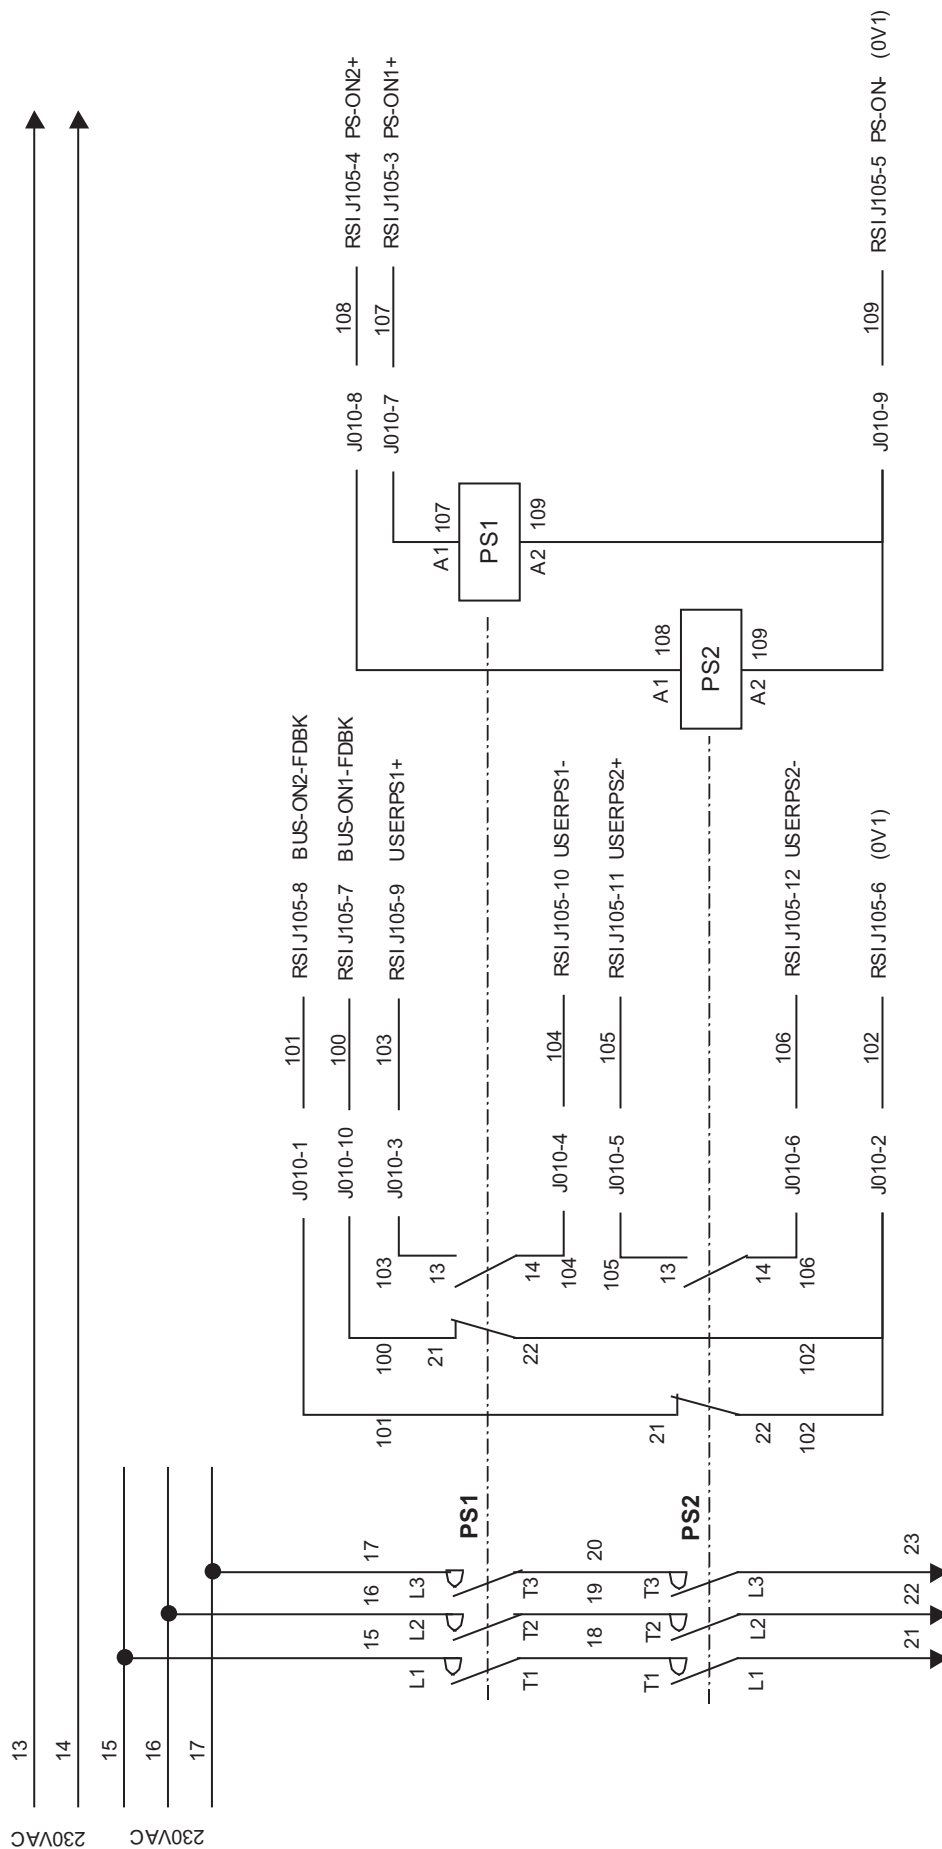 230VAC
13
14
230VAC
15
16
17
15
16
17
L1
L2
L3
PS1
T1
T2
T3
18
19
20
T1
T2
T3
PS2
L1
L2
L3
21
22
23
101
21
22
102
100
21
22
102
103
13
14
104
105
13
14
106
J010-1
101
RSI J105-8 BUS-ON2-FDBK
J010-10
100
RSI J105-7 BUS-ON1-FDBK
J010-3
103
RSI J105-9 USERPS1+
J010-4
104
RSI J105-10 USERPS1-
J010-5
105
RSI J105-11 USERPS2+
J010-6
106
RSI J105-12 USERPS2-
J010-2
102
RSI J105-6 (0V1)
A1 108
PS2
A2 109
A1 107
PS1
A2 109
J010-8
108
RSI J105-4 PS-ON2+
J010-7
107
RSI J105-3 PS-ON1+
J010-9
109
RSI J105-5 PS-ON- (0V1)